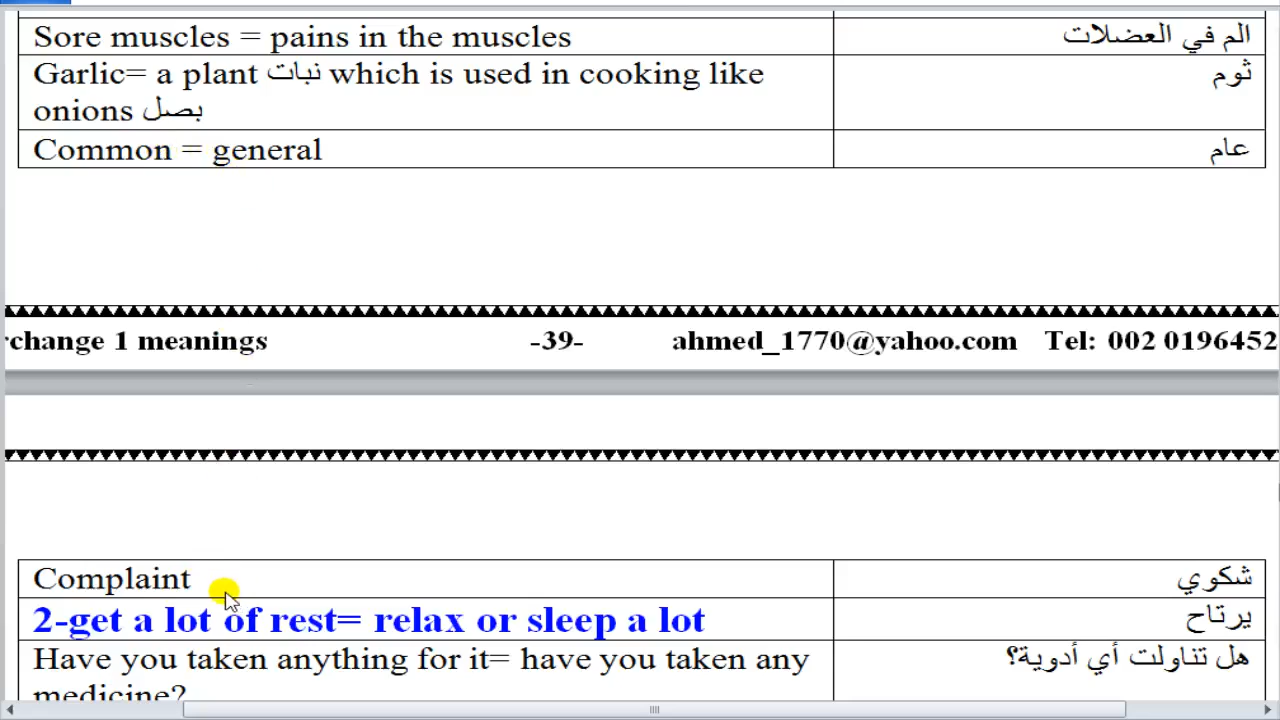 Sore muscles = pains in the muscles
الم في العضلات
Garlic= a plant نبات which is used in cooking like
onions بصل
ثوم
Common = general
عام
rchange 1 meanings
-39-
ahmed_1770@yahoo.com
Tel: 002 0196452
Complaint
شكوي
2-get a lot of rest= relax or sleep a lot
يرتاح
Have you taken anything for it= have you taken any
medicine?
هل تناولت أي أدوية؟